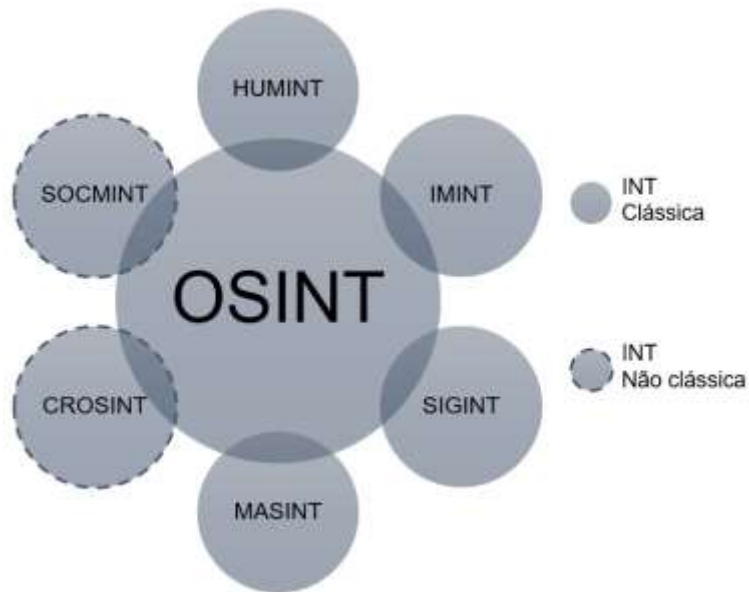 HUMINT
SOCMINT
IMINT
OSINT
CROSINT
SIGINT
MASINT
INT
Clássica
INT
Não clássica